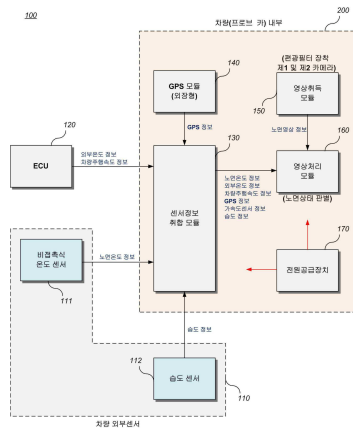 100
200
차량(프로브 카) 내부
140
GPS 모듈
(외장형)
(편광필터 장착
제1 및 제2 카메라)
150
영상취득
모듈
GPS 정보
노면영상 정보
120
ECU
외부온도 정보
차량주행속도 정보
130
센서정보
취합 모듈
160
영상처리
모듈
(노면상태 판별)
노면온도 정보
외부온도 정보
차량주행속도 정보
GPS 정보
가속도센서 정보
습도 정보
170
전원공급장치
비접촉식
온도 센서
111
노면온도 정보
습도 정보
112
습도 센서
110
차량 외부센서